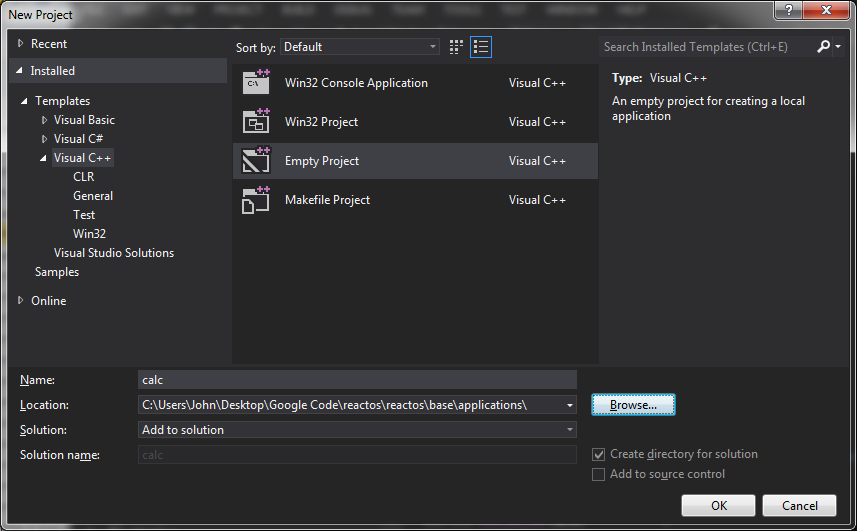 New Project
Recent
Installed
Templates
Visual Basic
Visual C#
Visual C++
CLR
General
Test
Win32
Visual Studio Solutions
Samples
Online
Sort by: Default
Search Installed Templates (Ctrl+E)
Win32 Console Application Visual C++
Win32 Project Visual C++
Empty Project Visual C++
Makefile Project Visual C++
Type: Visual C++
An empty project for creating a local
application
Name: calc
Location: C:\Users\John\Desktop\Google Code\reactos\reactos\base\applications\ Browse...
Solution: Add to solution
Solution name: calc
Create directory for solution
Add to source control
OK Cancel